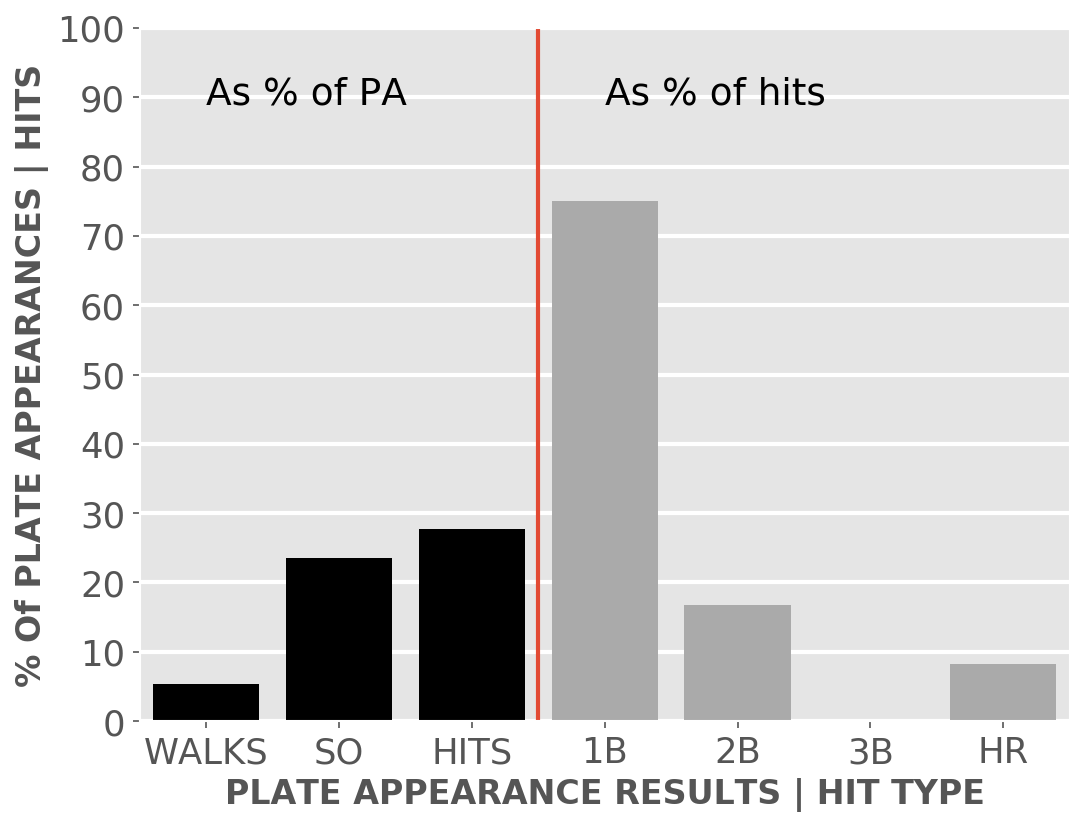 % Of PLATE APPEARANCES | HITS
100
90
80
70
60
50
40
30
20
10
0
As % of PA
As % of hits
WALKS SO HITS 1B 2B 3B HR
PLATE APPEARANCE RESULTS | HIT TYPE